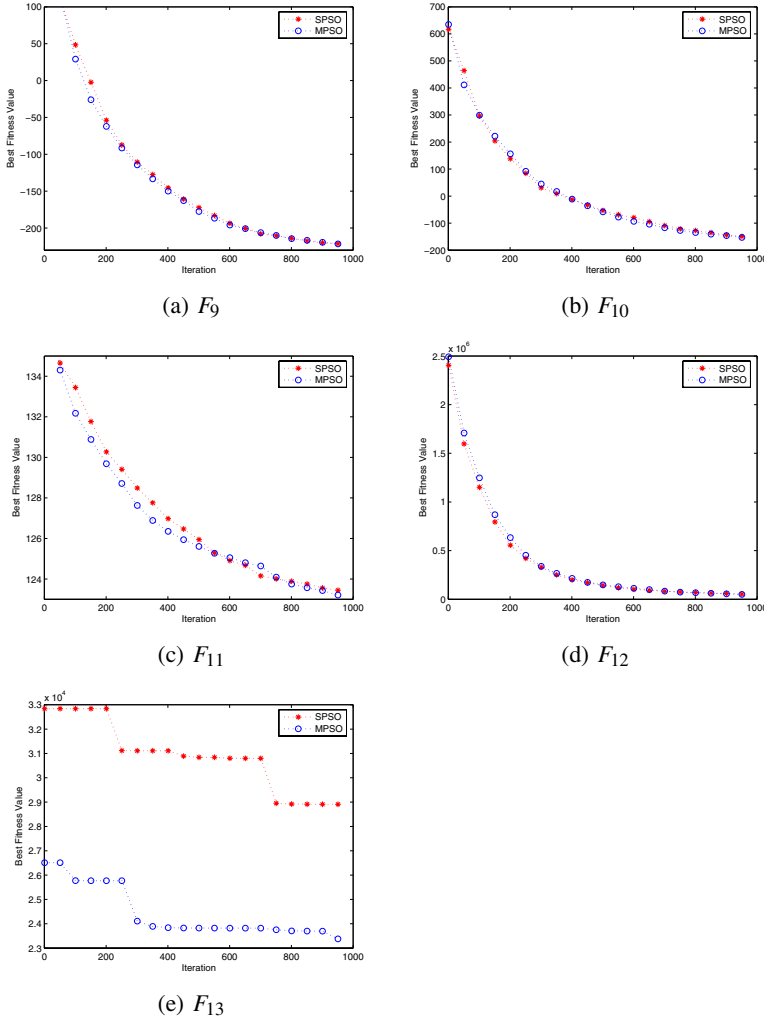 100
50
0
−50
−100
−150
−200
Best Fitness Value
0 200 400 600 800 1000
Iteration
SPSO
MPSO
(a) F9
700
600
500
400
300
200
100
0
−100
−200
Best Fitness Value
0 200 400 600 800 1000
Iteration
SPSO
MPSO
(b) F10
134
132
130
128
126
124
Best Fitness Value
0 200 400 600 800 1000
Iteration
SPSO
MPSO
(c) F11
x 10^6
2.5
2
1.5
1
0.5
0
Best Fitness Value
0 200 400 600 800 1000
Iteration
SPSO
MPSO
(d) F12
x 10^4
3.3
3.2
3.1
3
2.9
2.8
2.7
2.6
2.5
2.4
2.3
Best Fitness Value
0 200 400 600 800 1000
Iteration
SPSO
MPSO
(e) F13